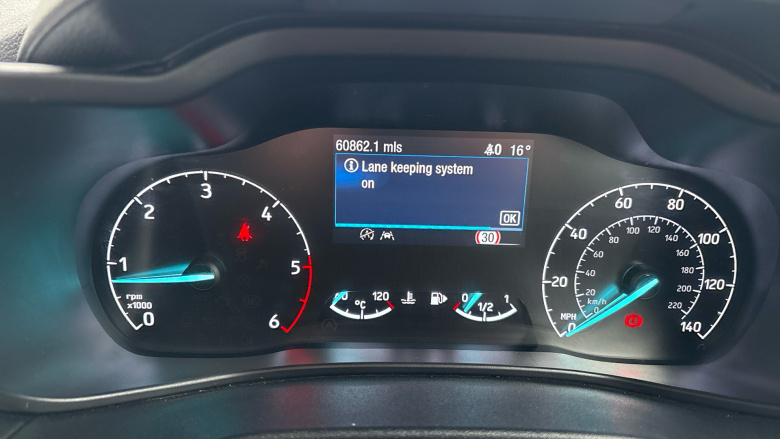 60862.1 mls 0 16°
Lane keeping system
on
OK
30
0 1 2 3 4 5 6
rpm
x1000
120
°C
0 1/2 1
0 20 40 60 80 100 120 140
MPH
0 20 40 60 80 100 120 140 160 180 200 220
km/h